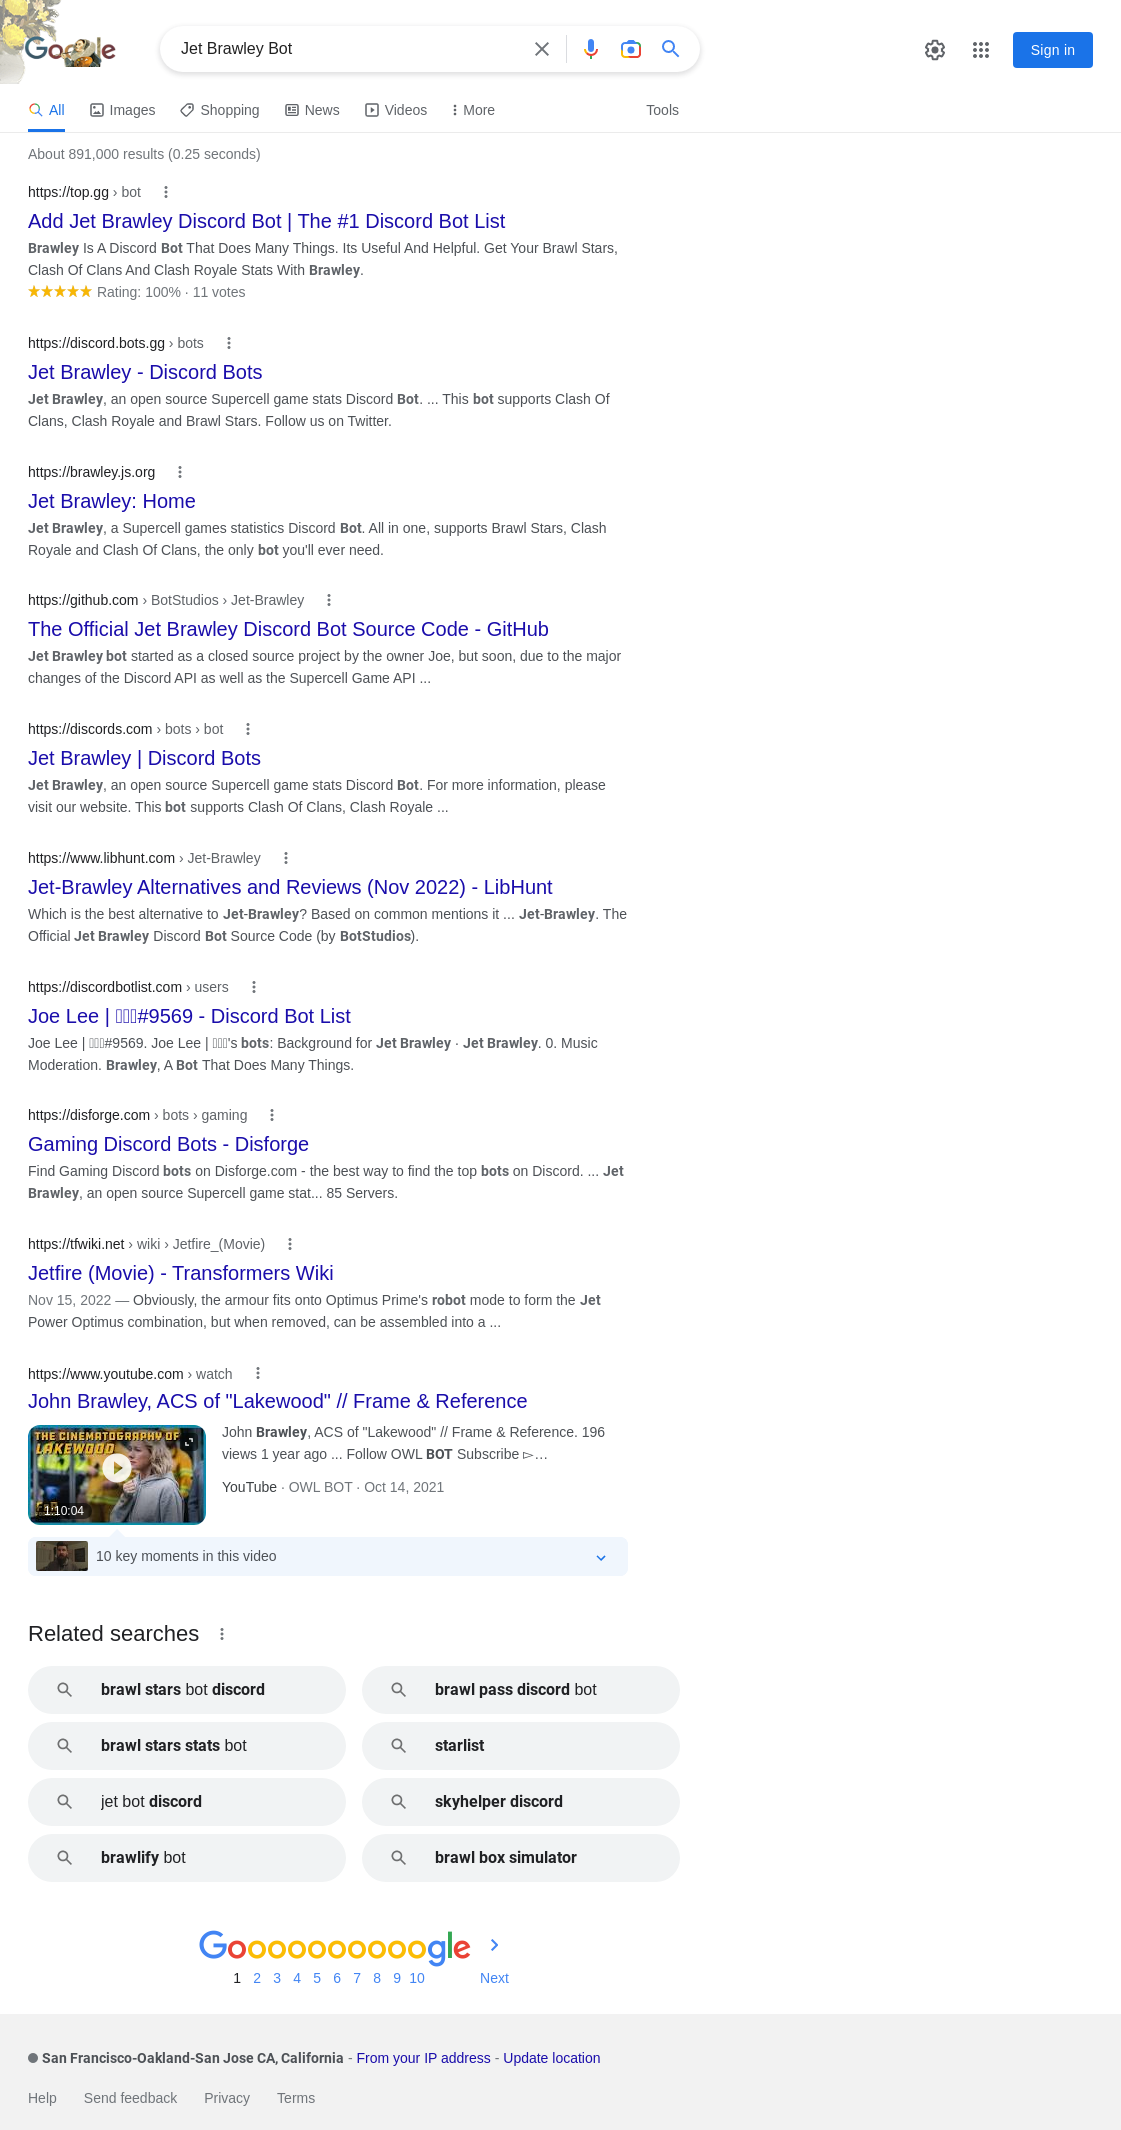 Google
Jet Brawley Bot
Sign in
All
Images
Shopping
News
Videos
More
Tools
About 891,000 results (0.25 seconds)
https://top.gg › bot
Add Jet Brawley Discord Bot | The #1 Discord Bot List
Brawley Is A Discord Bot That Does Many Things. Its Useful And Helpful. Get Your Brawl Stars,
Clash Of Clans And Clash Royale Stats With Brawley.
Rating: 100% · 11 votes
https://discord.bots.gg › bots
Jet Brawley - Discord Bots
Jet Brawley, an open source Supercell game stats Discord Bot. ... This bot supports Clash Of
Clans, Clash Royale and Brawl Stars. Follow us on Twitter.
https://brawley.js.org
Jet Brawley: Home
Jet Brawley, a Supercell games statistics Discord Bot. All in one, supports Brawl Stars, Clash
Royale and Clash Of Clans, the only bot you'll ever need.
https://github.com › BotStudios › Jet-Brawley
The Official Jet Brawley Discord Bot Source Code - GitHub
Jet Brawley bot started as a closed source project by the owner Joe, but soon, due to the major
changes of the Discord API as well as the Supercell Game API ...
https://discords.com › bots › bot
Jet Brawley | Discord Bots
Jet Brawley, an open source Supercell game stats Discord Bot. For more information, please
visit our website. This bot supports Clash Of Clans, Clash Royale ...
https://www.libhunt.com › Jet-Brawley
Jet-Brawley Alternatives and Reviews (Nov 2022) - LibHunt
Which is the best alternative to Jet-Brawley? Based on common mentions it ... Jet-Brawley. The
Official Jet Brawley Discord Bot Source Code (by BotStudios).
https://discordbotlist.com › users
Joe Lee | #9569 - Discord Bot List
Joe Lee | #9569. Joe Lee | 's bots: Background for Jet Brawley · Jet Brawley. 0. Music
Moderation. Brawley, A Bot That Does Many Things.
https://disforge.com › bots › gaming
Gaming Discord Bots - Disforge
Find Gaming Discord bots on Disforge.com - the best way to find the top bots on Discord. ... Jet
Brawley, an open source Supercell game stat... 85 Servers.
https://tfwiki.net › wiki › Jetfire_(Movie)
Jetfire (Movie) - Transformers Wiki
Nov 15, 2022 — Obviously, the armour fits onto Optimus Prime's robot mode to form the Jet
Power Optimus combination, but when removed, can be assembled into a ...
https://www.youtube.com › watch
John Brawley, ACS of "Lakewood" // Frame & Reference
THE CINEMATOGRAPHY OF
LAKEWOOD
1:10:04
John Brawley, ACS of "Lakewood" // Frame & Reference. 196
views 1 year ago ... Follow OWL BOT Subscribe ▻…
YouTube · OWL BOT · Oct 14, 2021
10 key moments in this video
Related searches
brawl stars bot discord
brawl pass discord bot
brawl stars stats bot
starlist
jet bot discord
skyhelper discord
brawlify bot
brawl box simulator
Goooooooooogle
1 2 3 4 5 6 7 8 9 10 Next
San Francisco-Oakland-San Jose CA, California - From your IP address - Update location
Help
Send feedback
Privacy
Terms